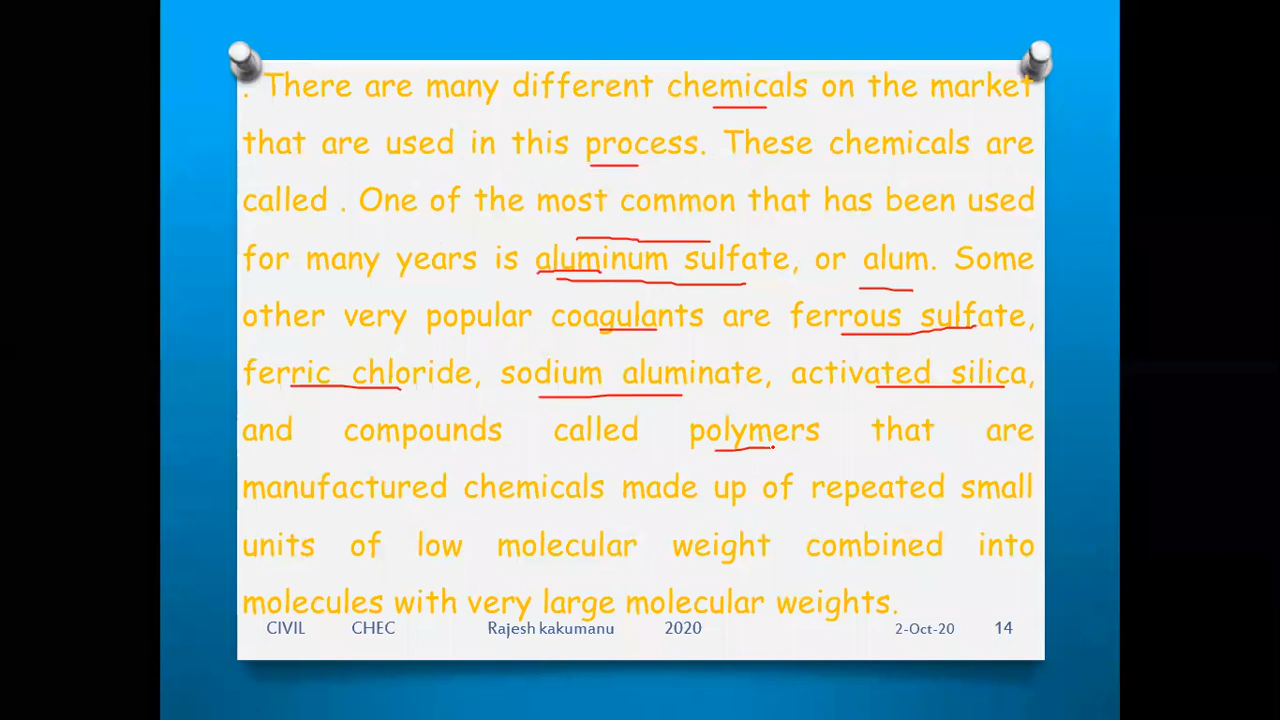 . There are many different chemicals on the market
that are used in this process. These chemicals are
called . One of the most common that has been used
for many years is aluminum sulfate, or alum. Some
other very popular coagulants are ferrous sulfate,
ferric chloride, sodium aluminate, activated silica,
and compounds called polymers that are
manufactured chemicals made up of repeated small
units of low molecular weight combined into
molecules with very large molecular weights.
CIVIL CHEC Rajesh kakumanu 2020 2-Oct-20 14